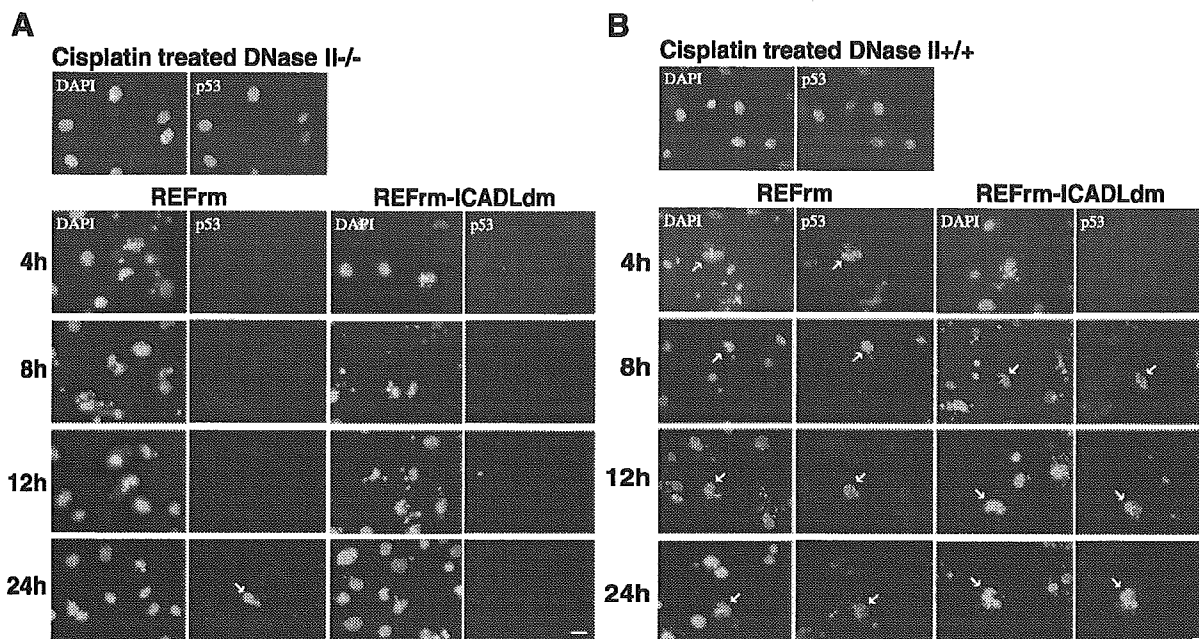 A
Cisplatin treated DNase II-/-
DAPI p53
REFrm REFrm-ICADLdm
DAPI p53 DAPI p53
4h
8h
12h
24h
B
Cisplatin treated DNase II+/+
DAPI p53
REFrm REFrm-ICADLdm
DAPI p53 DAPI p53
4h
8h
12h
24h